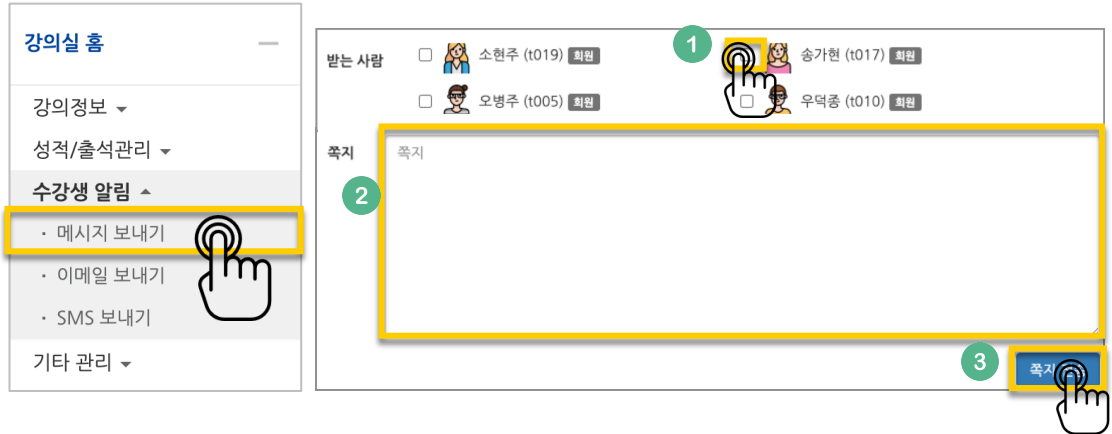 강의실 홈
강의정보
성적/출석관리
수강생 알림
· 메시지 보내기
· 이메일 보내기
· SMS 보내기
기타 관리
받는 사람
소현주 (t019) 회원
1
송가현 (t017) 회원
오병주 (t005) 회원
우덕종 (t010) 회원
쪽지
쪽지
2
3